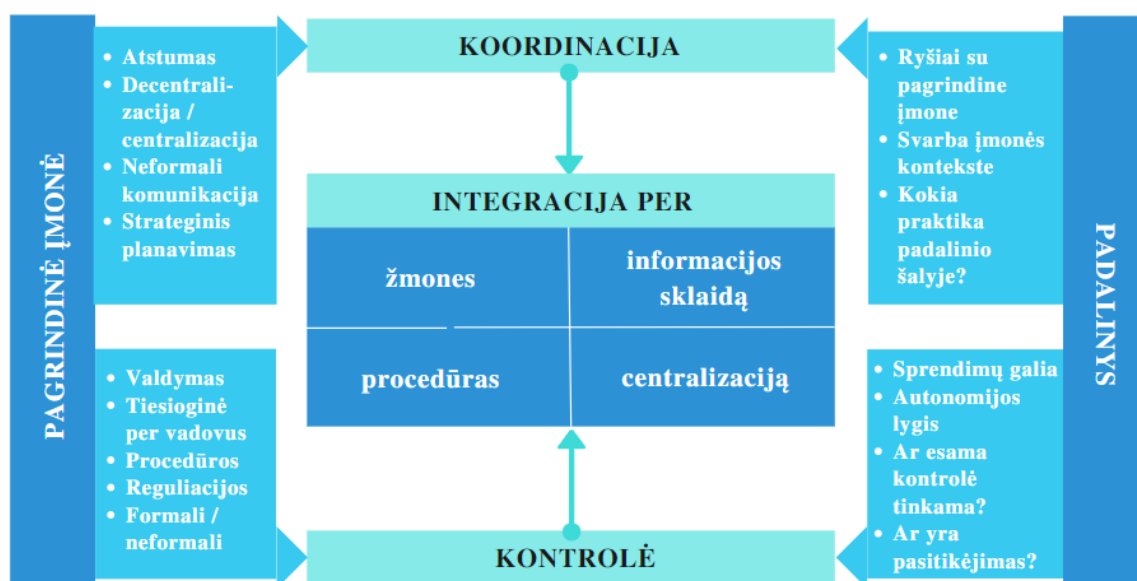 PAGRINDINĖ ĮMONĖ
• Atstumas
• Decentrali-
zacija /
centralizacija
• Neformali
komunikacija
• Strateginis
planavimas
• Valdymas
• Tiesioginė
per vadovus
• Procedūros
• Reguliacijos
• Formali /
neformali
KOORDINACIJA
INTEGRACIJA PER
žmones
informacijos
sklaidą
procedūras
centralizaciją
KONTROLĖ
• Ryšiai su
pagrindine
įmone
• Svarba įmonės
kontekste
• Kokia
praktika
padalinio
šalyje?
• Sprendimų galia
• Autonomijos
lygis
• Ar esama
kontrolė
tinkama?
• Ar yra
pasitikėjimas?
PADALINYS